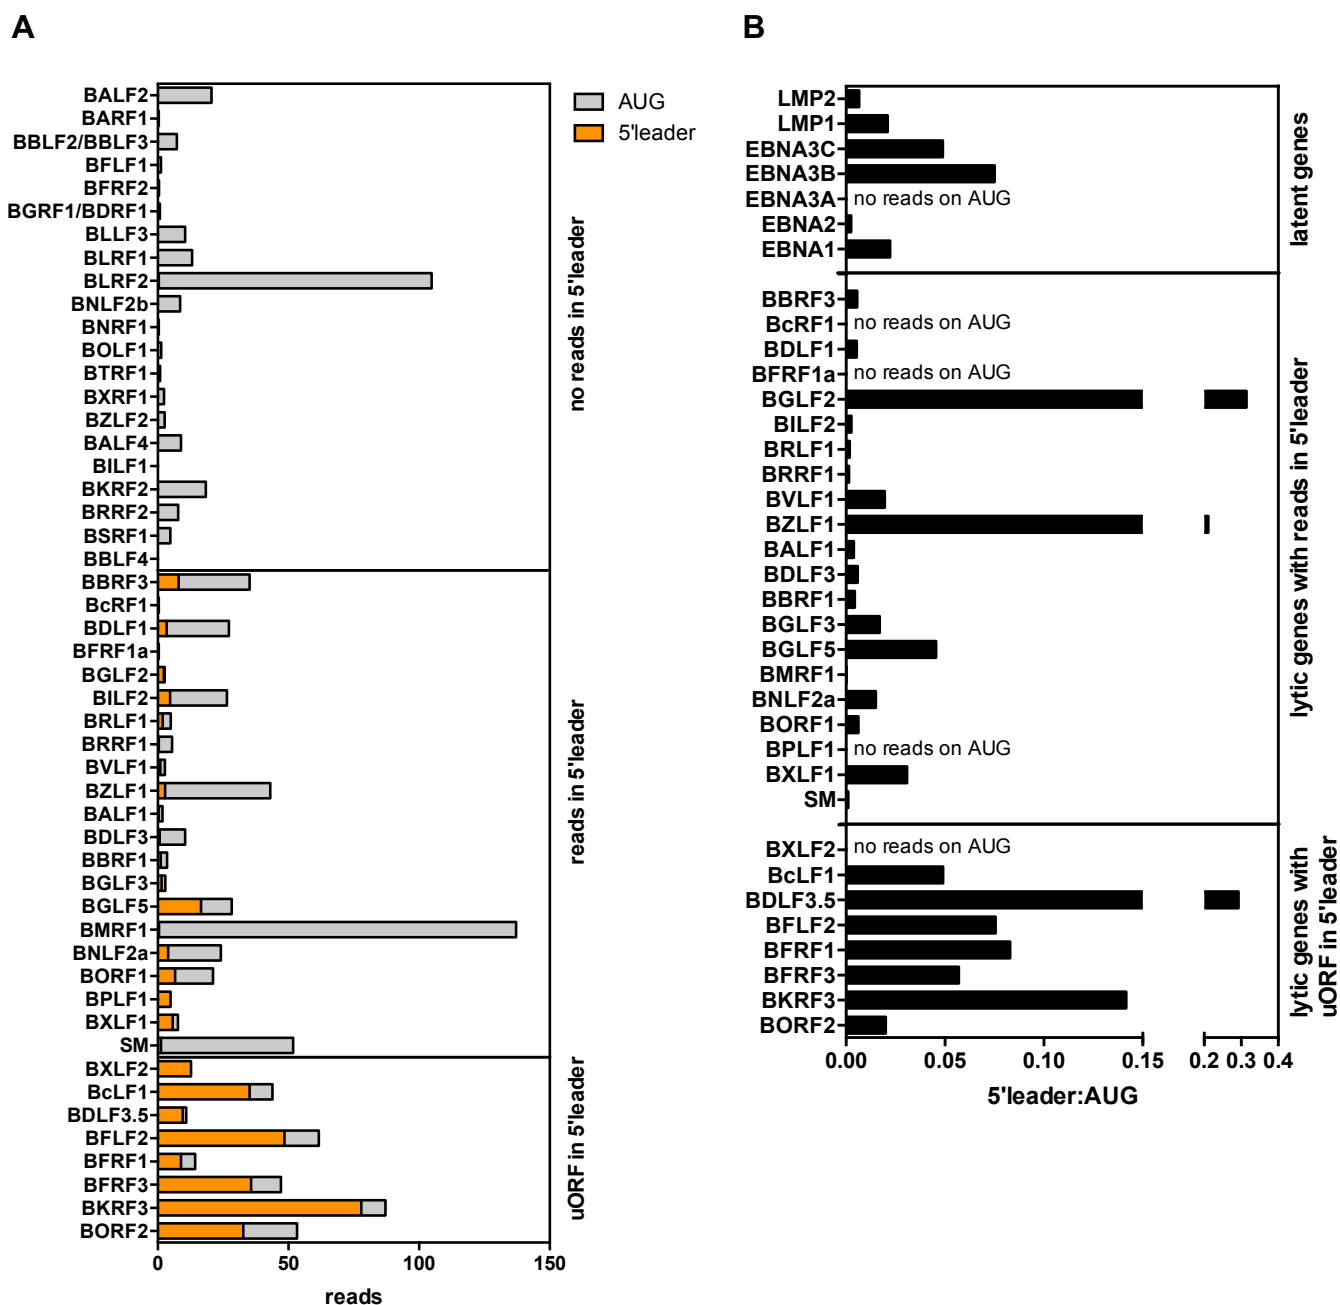 A
BALF2
BARF1
BBLF2/BBLF3
BFLF1
BFRF2
BGRF1/BDRF1
BLLF3
BLRF1
BLRF2
BNLF2b
BNRF1
BOLF1
BTRF1
BXRF1
BZLF2
BALF4
BILF1
BKRF2
BRRF2
BSRF1
BBLF4
BBRF3
BcRF1
BDLF1
BFRF1a
BGLF2
BILF2
BRLF1
BRRF1
BVLF1
BZLF1
BALF1
BDLF3
BBRF1
BGLF3
BGLF5
BMRF1
BNLF2a
BORF1
BPLF1
BXLF1
SM
BXLF2
BcLF1
BDLF3.5
BFLF2
BFRF1
BFRF3
BKRF3
BORF2
0 50 100 150
reads
AUG
5'leader
no reads in 5'leader
reads in 5'leader
uORF in 5'leader
B
LMP2
LMP1
EBNA3C
EBNA3B
EBNA3A no reads on AUG
EBNA2
EBNA1
BBRF3
BcRF1 no reads on AUG
BDLF1
BFRF1a no reads on AUG
BGLF2
BILF2
BRLF1
BRRF1
BVLF1
BZLF1
BALF1
BDLF3
BBRF1
BGLF3
BGLF5
BMRF1
BNLF2a
BORF1
BPLF1 no reads on AUG
BXLF1
SM
BXLF2 no reads on AUG
BcLF1
BDLF3.5
BFLF2
BFRF1
BFRF3
BKRF3
BORF2
0.00 0.05 0.10 0.15 0.2 0.3 0.4
5'leader:AUG
latent genes
lytic genes with reads in 5'leader
lytic genes with
uORF in 5'leader